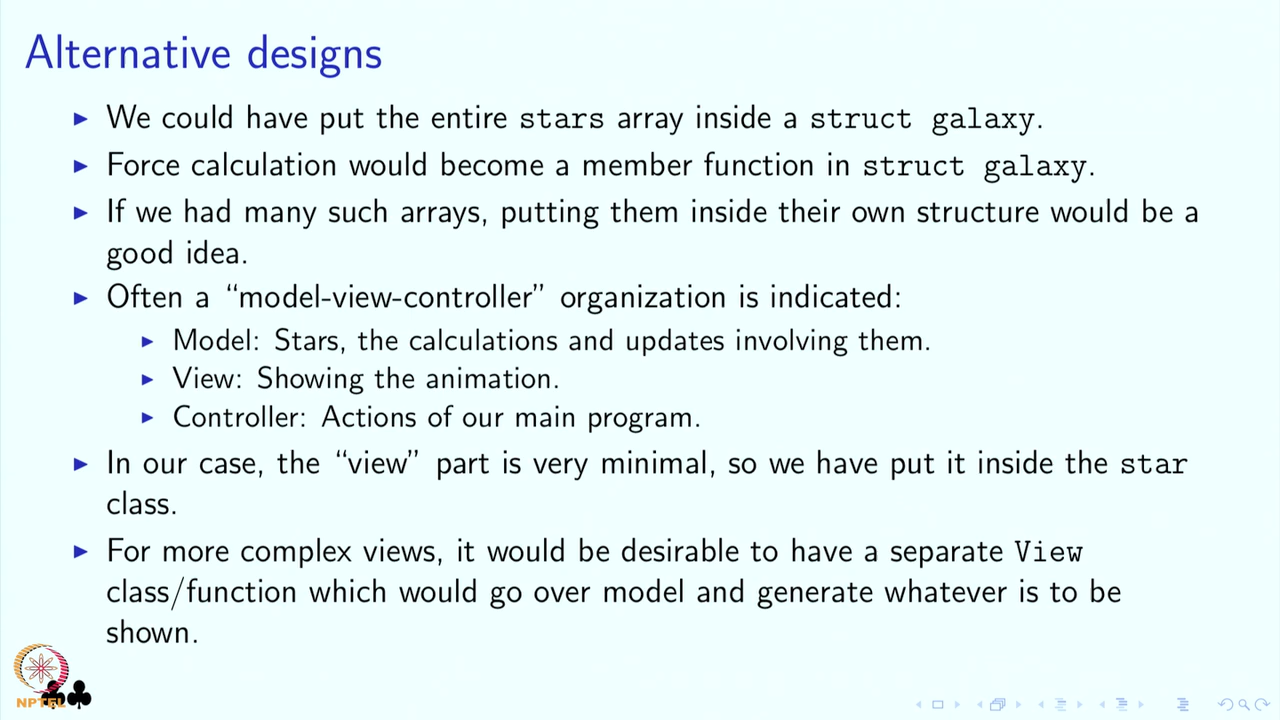 Alternative designs
▶ We could have put the entire stars array inside a struct galaxy.
▶ Force calculation would become a member function in struct galaxy.
▶ If we had many such arrays, putting them inside their own structure would be a
good idea.
▶ Often a “model-view-controller” organization is indicated:
▶ Model: Stars, the calculations and updates involving them.
▶ View: Showing the animation.
▶ Controller: Actions of our main program.
▶ In our case, the “view” part is very minimal, so we have put it inside the star
class.
▶ For more complex views, it would be desirable to have a separate View
class/function which would go over model and generate whatever is to be
shown.
NPTEL